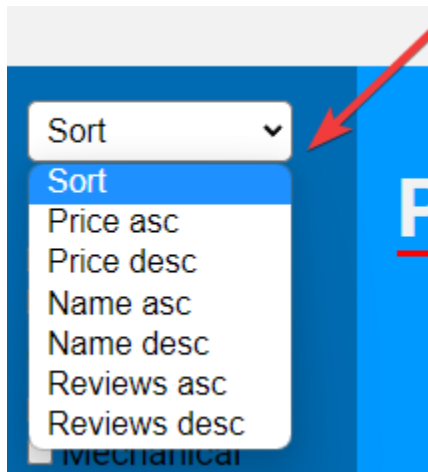 Sort
Sort
Price asc
Price desc
Name asc
Name desc
Reviews asc
Reviews desc
Mechanical
P